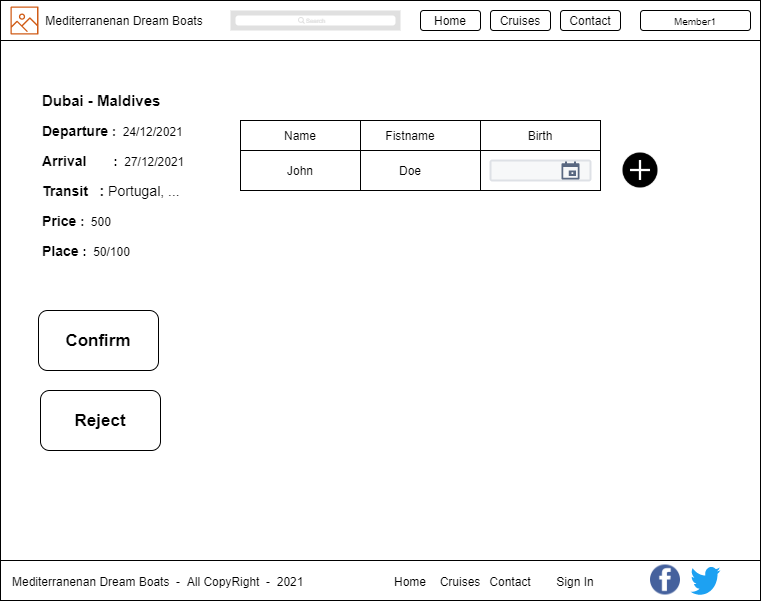 Mediterranenan Dream Boats
Search
Home
Cruises
Contact
Member1
Dubai - Maldives
Departure : 24/12/2021
Arrival : 27/12/2021
Transit : Portugal, ...
Price : 500
Place : 50/100
Name Fistname Birth
John Doe
Confirm
Reject
Mediterranenan Dream Boats - All CopyRight - 2021
Home Cruises Contact Sign In